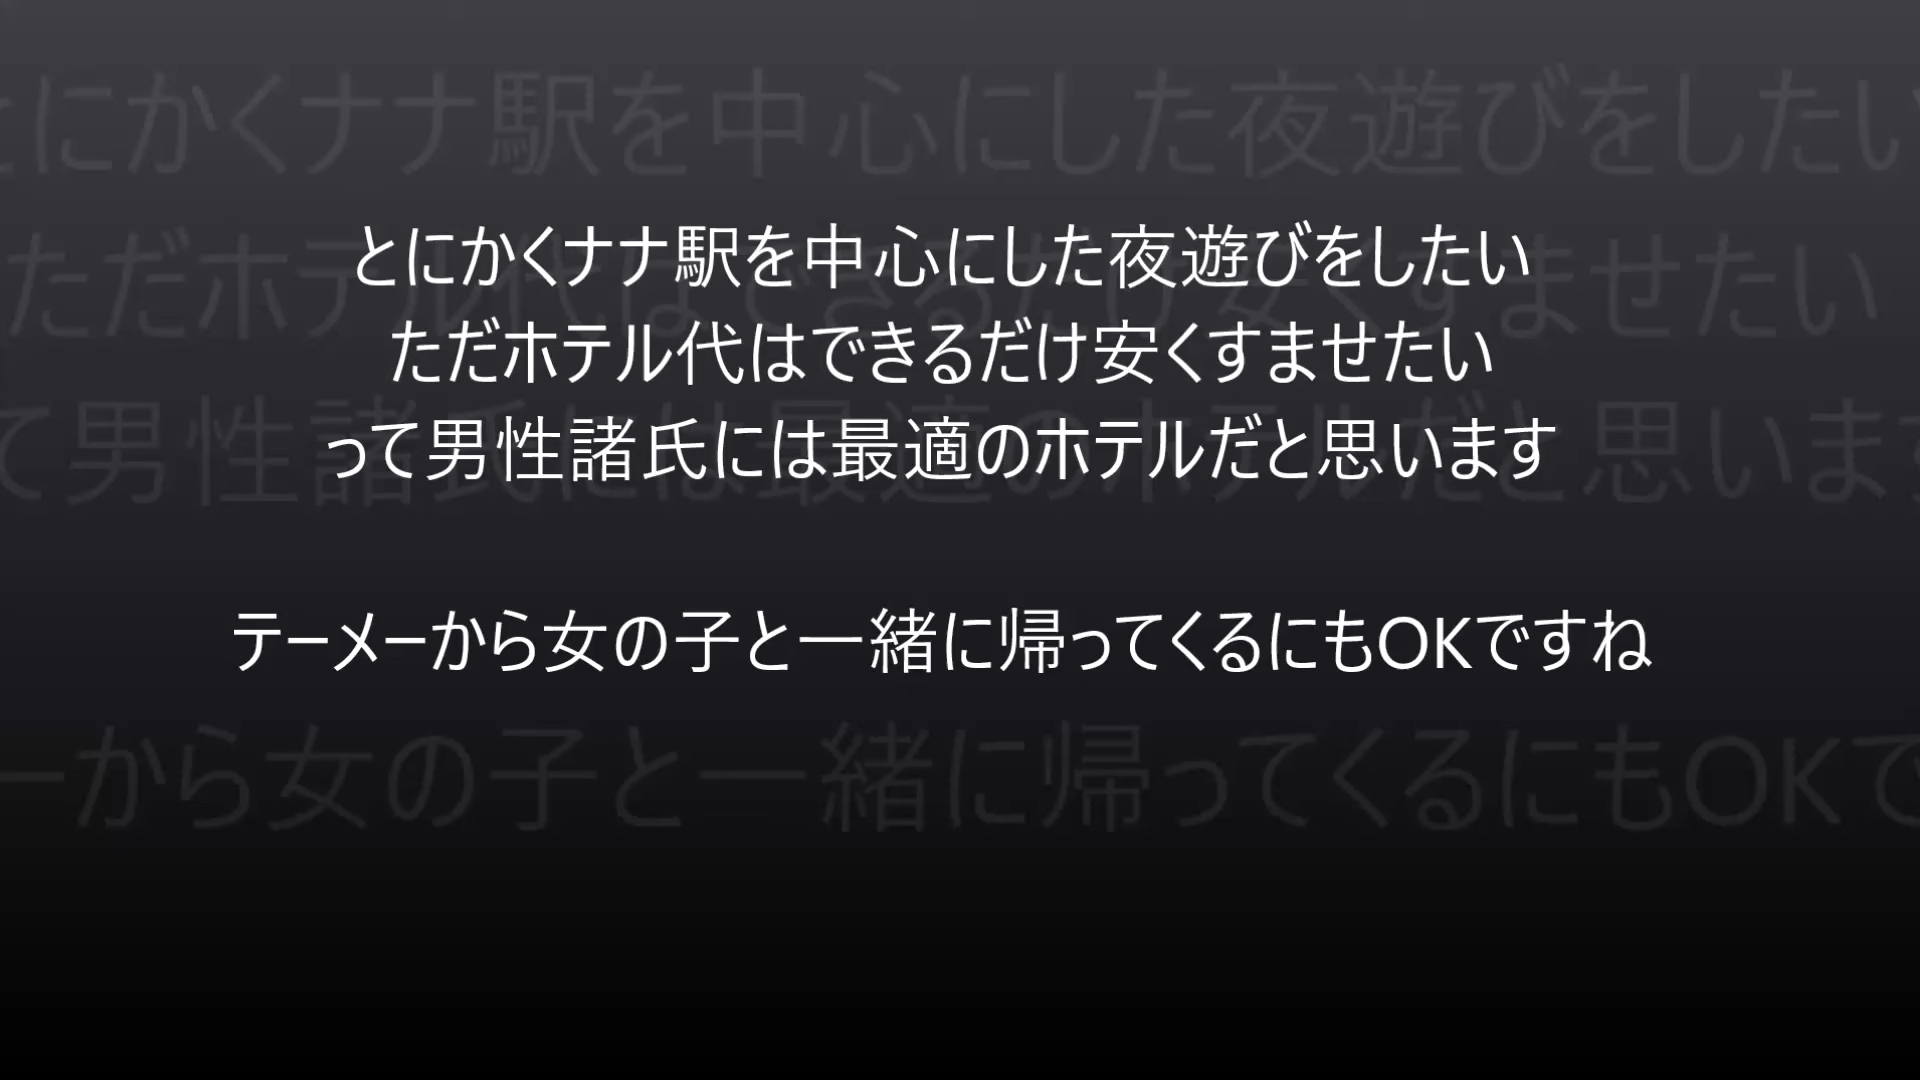 とにかくナナ駅を中心にした夜遊びをしたい
ただホテル代はできるだけ安くすませたい
って男性諸氏には最適のホテルだと思います
テーメーから女の子と一緒に帰ってくるにもOKですね